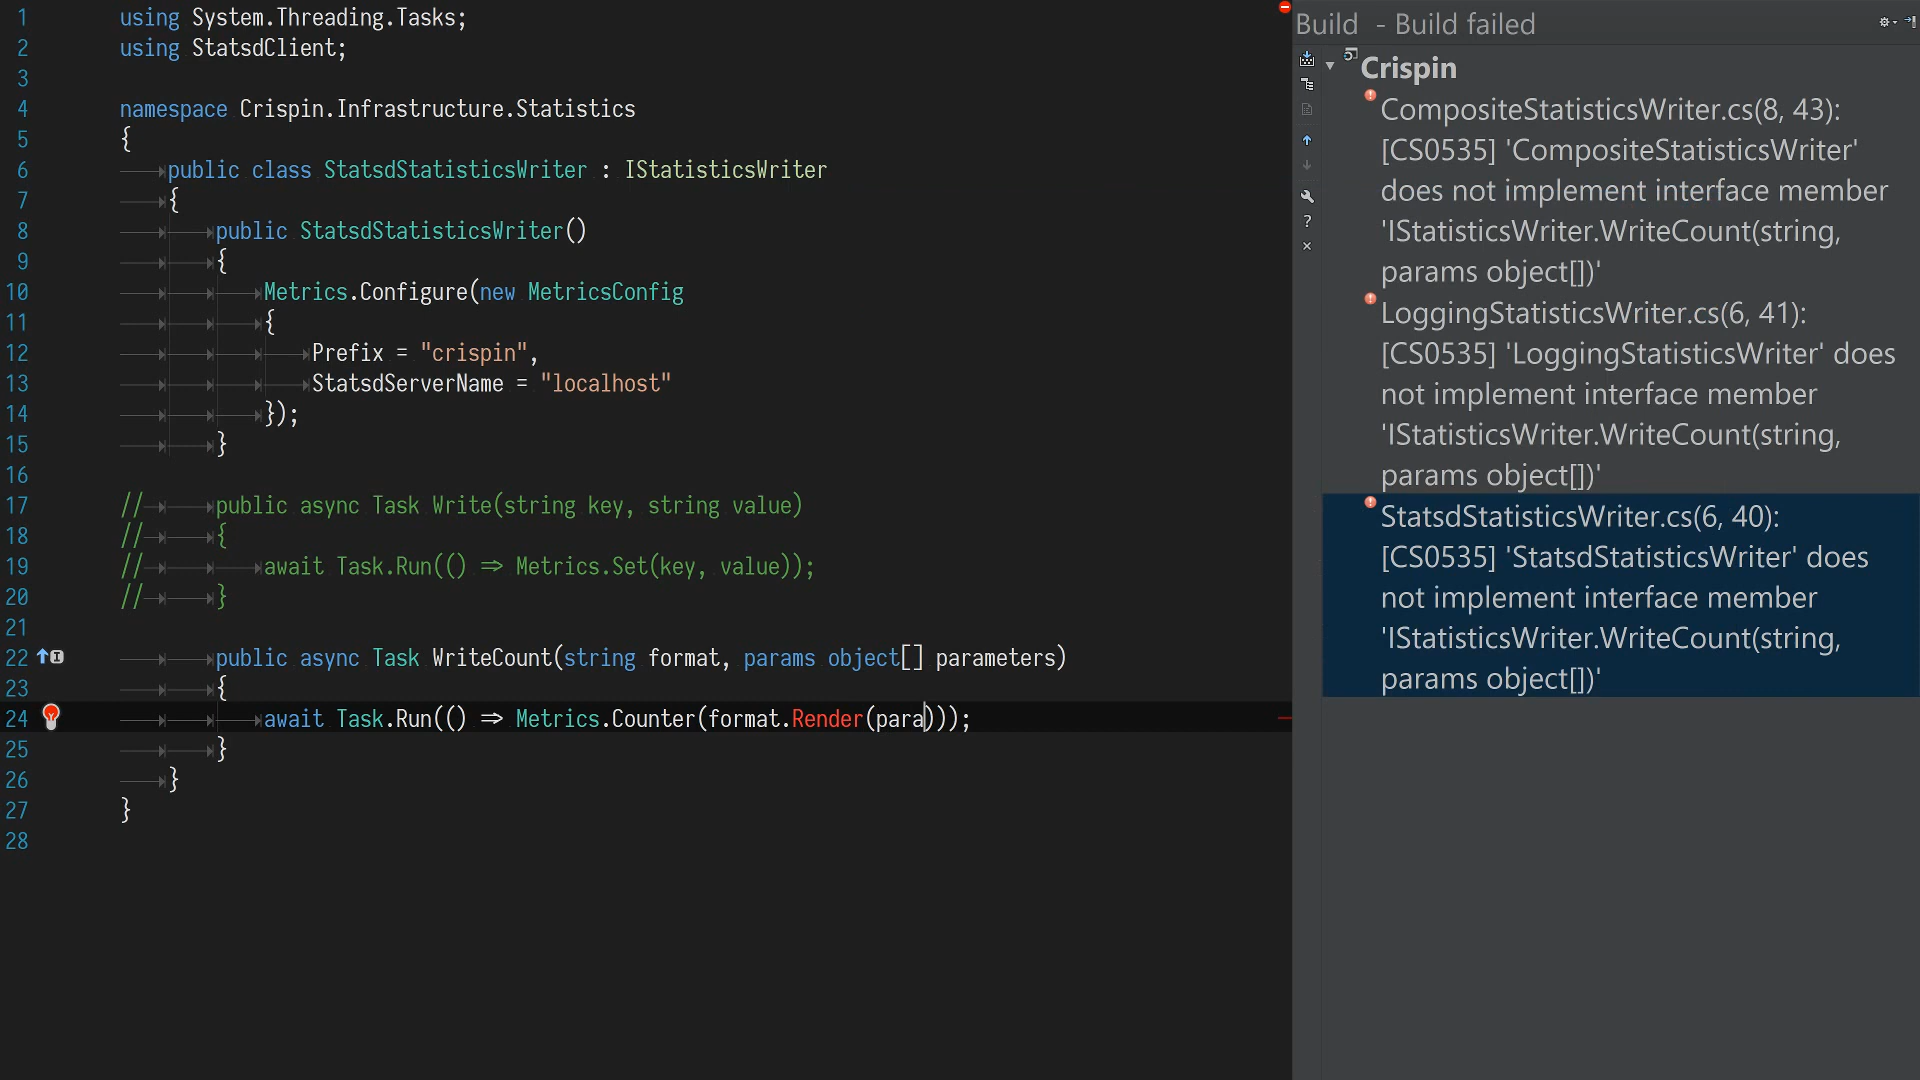 1 using System.Threading.Tasks;
2 using StatsdClient;
3
4 namespace Crispin.Infrastructure.Statistics
5 {
6 public class StatsdStatisticsWriter : IStatisticsWriter
7 {
8 public StatsdStatisticsWriter()
9 {
10 Metrics.Configure(new MetricsConfig
11 {
12 Prefix = "crispin",
13 StatsdServerName = "localhost"
14 });
15 }
16
17 // public async Task Write(string key, string value)
18 // {
19 // await Task.Run(() => Metrics.Set(key, value));
20 // }
21
22 public async Task WriteCount(string format, params object[] parameters)
23 {
24 await Task.Run(() => Metrics.Counter(format.Render(para)));
25 }
26 }
27 }
28
Build - Build failed
Crispin
CompositeStatisticsWriter.cs(8, 43):
[CS0535] 'CompositeStatisticsWriter'
does not implement interface member
'IStatisticsWriter.WriteCount(string,
params object[])'
LoggingStatisticsWriter.cs(6, 41):
[CS0535] 'LoggingStatisticsWriter' does
not implement interface member
'IStatisticsWriter.WriteCount(string,
params object[])'
StatsdStatisticsWriter.cs(6, 40):
[CS0535] 'StatsdStatisticsWriter' does
not implement interface member
'IStatisticsWriter.WriteCount(string,
params object[])'